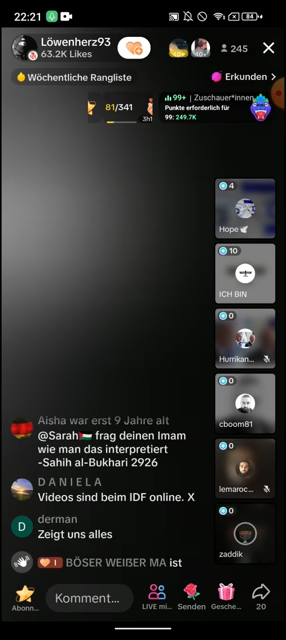 22:21
84
Löwenherz93
63.2K Likes
245
Wöchentliche Rangliste
Erkunden >
81/341
3h1
99+ | Zuschauer*innen
Punkte erforderlich für
99: 249.7K
4
Hope🕊
10
ICH BIN
0
Hurrikan...
0
cboom81
0
lemaroc...
0
zaddik
Aisha war erst 9 Jahre alt
@Sarah🇵🇸 frag deinen Imam
wie man das interpretiert
-Sahih al-Bukhari 2926
D A N I E L A
Videos sind beim IDF online. X
D
derman
Zeigt uns alles
I BÖSER WEIßER MA ist
Komment...
Abonn...
LIVE mi...
Senden
Gesche...
20